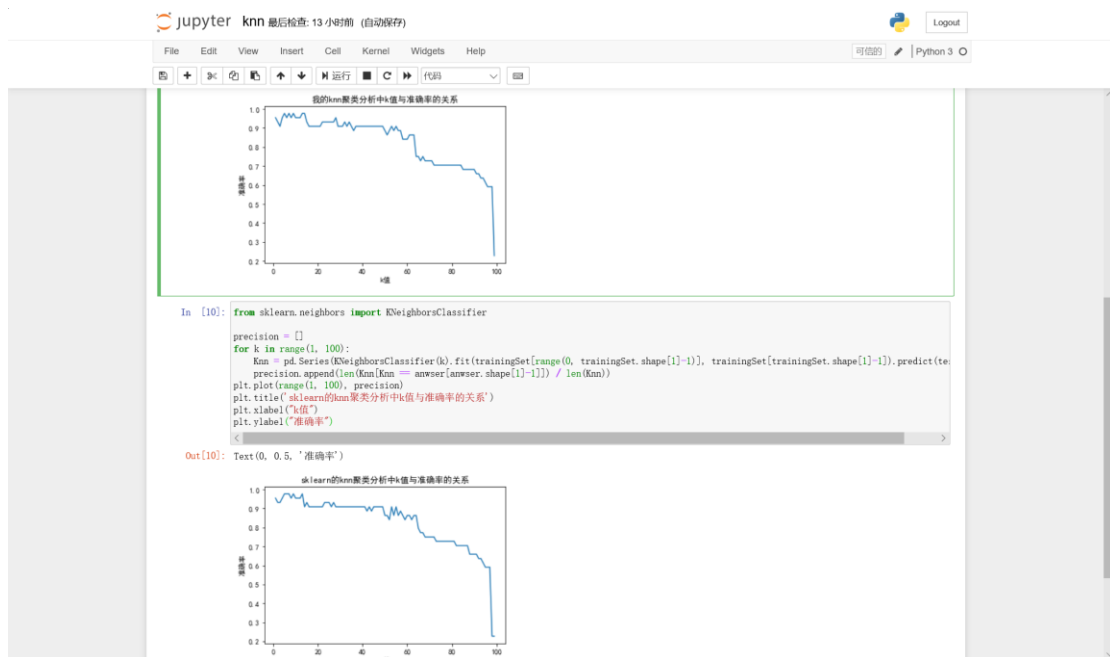 jupyter knn 最后检查: 13 小时前 (自动保存)
Logout
File Edit View Insert Cell Kernel Widgets Help
可信的 Python 3
运行 代码
我的knn聚类分析中k值与准确率的关系
1.0
0.9
0.8
0.7
0.6
0.5
0.4
0.3
0.2
准确率
0 20 40 60 80 100
k值
In [10]: from sklearn.neighbors import KNeighborsClassifier
precision = []
for k in range(1, 100):
Knn = pd.Series(KNeighborsClassifier(k).fit(trainingSet[range(0, trainingSet.shape[1]-1)], trainingSet[trainingSet.shape[1]-1]).predict(te
precision.append(len(Knn[Knn == anwser[anwser.shape[1]-1]]) / len(Knn))
plt.plot(range(1, 100), precision)
plt.title('sklearn的knn聚类分析中k值与准确率的关系')
plt.xlabel("k值")
plt.ylabel("准确率")
Out[10]: Text(0, 0.5, '准确率')
sklearn的knn聚类分析中k值与准确率的关系
1.0
0.9
0.8
0.7
0.6
0.5
0.4
0.3
0.2
准确率
0 20 40 60 80 100